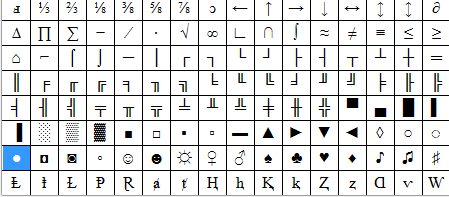 ⅎ ⅓ ⅔ ⅛ ⅜ ⅝ ⅞ ↄ ← ↑ → ↓ ↔ ↕ ↨ ∂
∆ ∏ ∑ − ∕ ∙ √ ∞ ∟ ∩ ∫ ≈ ≠ ≡ ≤ ≥
⌂ ⌐ ⌠ ⌡ ─ │ ┌ ┐ └ ┘ ├ ┤ ┬ ┴ ┼ ═
║ ╒ ╓ ╔ ╕ ╖ ╗ ╘ ╙ ╚ ╛ ╜ ╝ ╞ ╟ ╠
╡ ╢ ╣ ╤ ╥ ╦ ╧ ╨ ╩ ╪ ╫ ╬ ▀ ▄ █ ▌
▐ ░ ▒ ▓ ■ □ ▪ ▫ ▬ ▲ ► ▼ ◄ ◊ ○ ◌
● ◘ ◙ ◦ ☺ ☻ ☼ ♀ ♂ ♠ ♣ ♥ ♦ ♪ ♫ ♯
Ⱡ ⱡ Ɫ Ᵽ Ɽ ⱥ ⱦ Ⱨ ⱨ Ⱪ ⱪ Ⱬ ⱬ Ɑ ⱱ Ⱳ